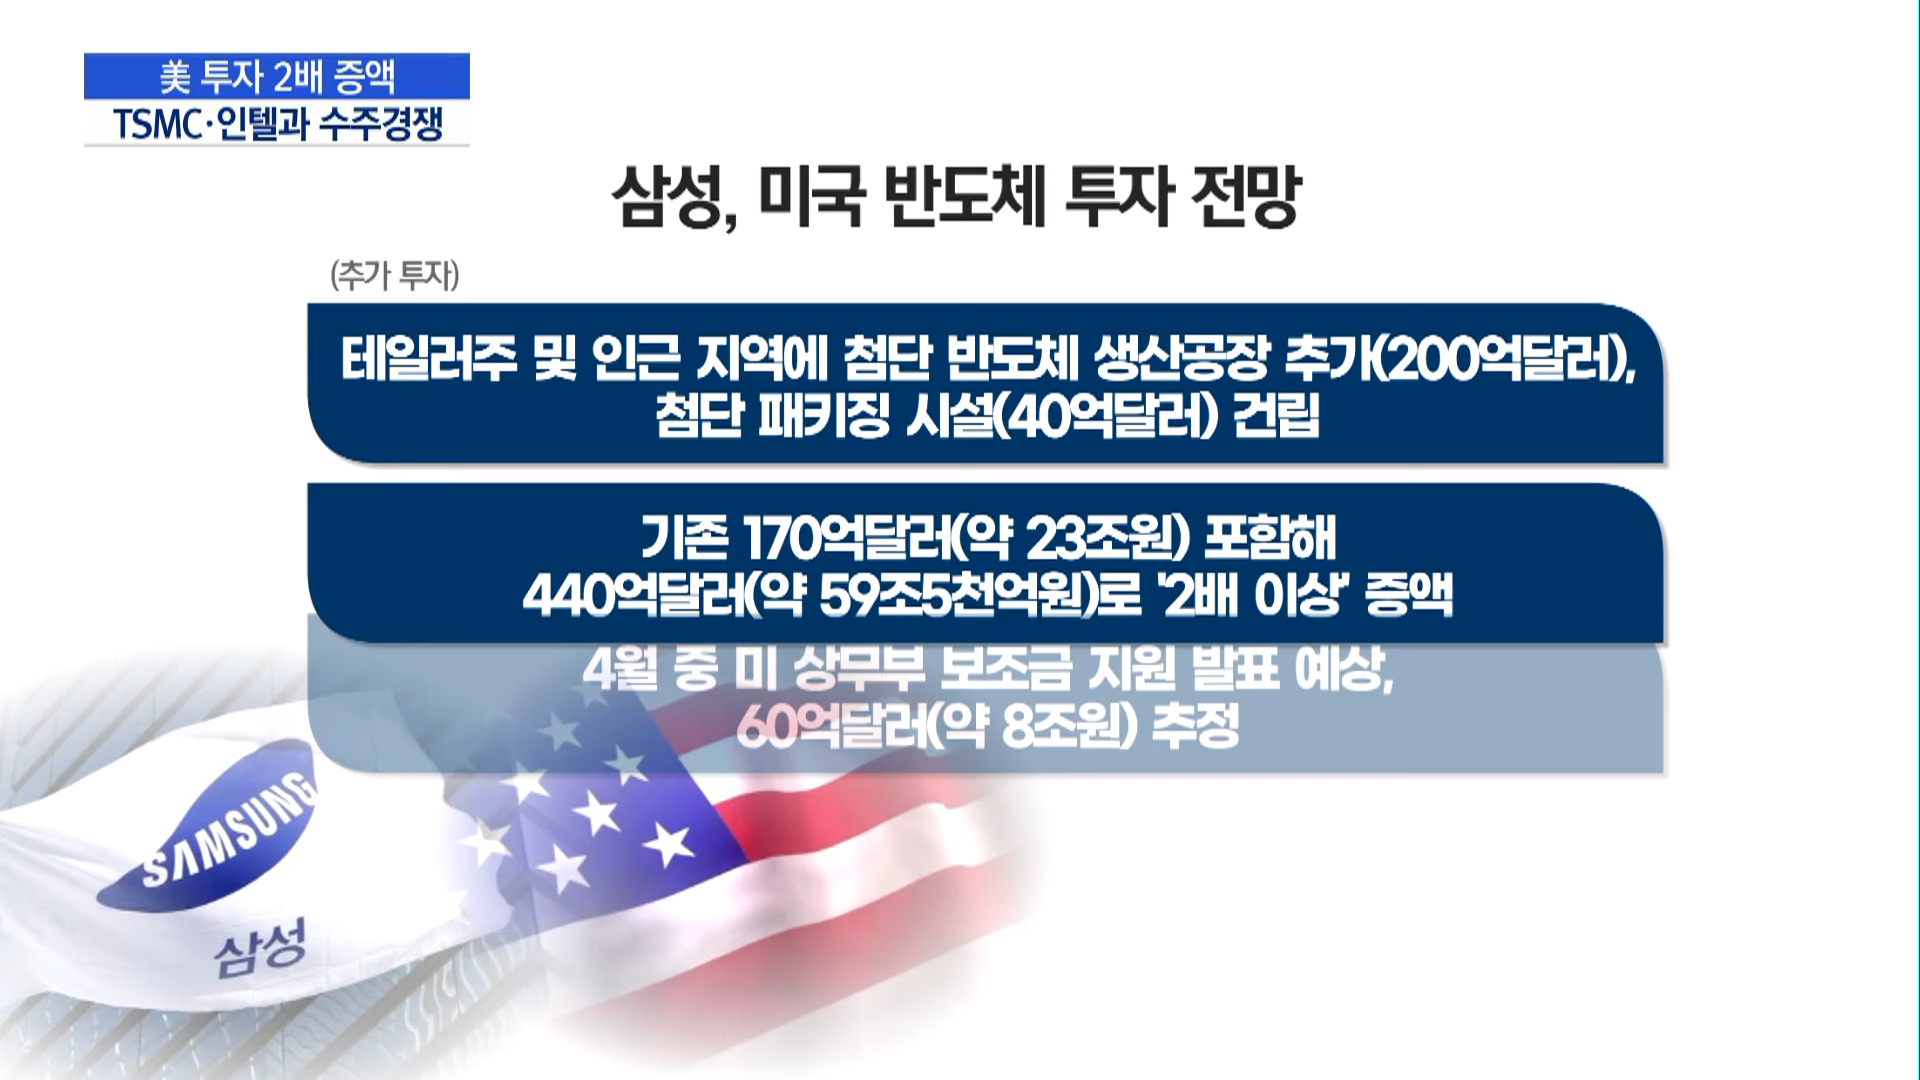 美 투자 2배 증액
TSMC·인텔과 수주경쟁
삼성, 미국 반도체 투자 전망
(추가 투자)
테일러주 및 인근 지역에 첨단 반도체 생산공장 추가(200억달러),
첨단 패키징 시설(40억달러) 건립
기존 170억달러(약 23조원) 포함해
440억달러(약 59조5천억원)로 '2배 이상' 증액
4월 중 미 상무부 보조금 지원 발표 예상,
60억달러(약 8조원) 추정
SAMSUNG
삼성